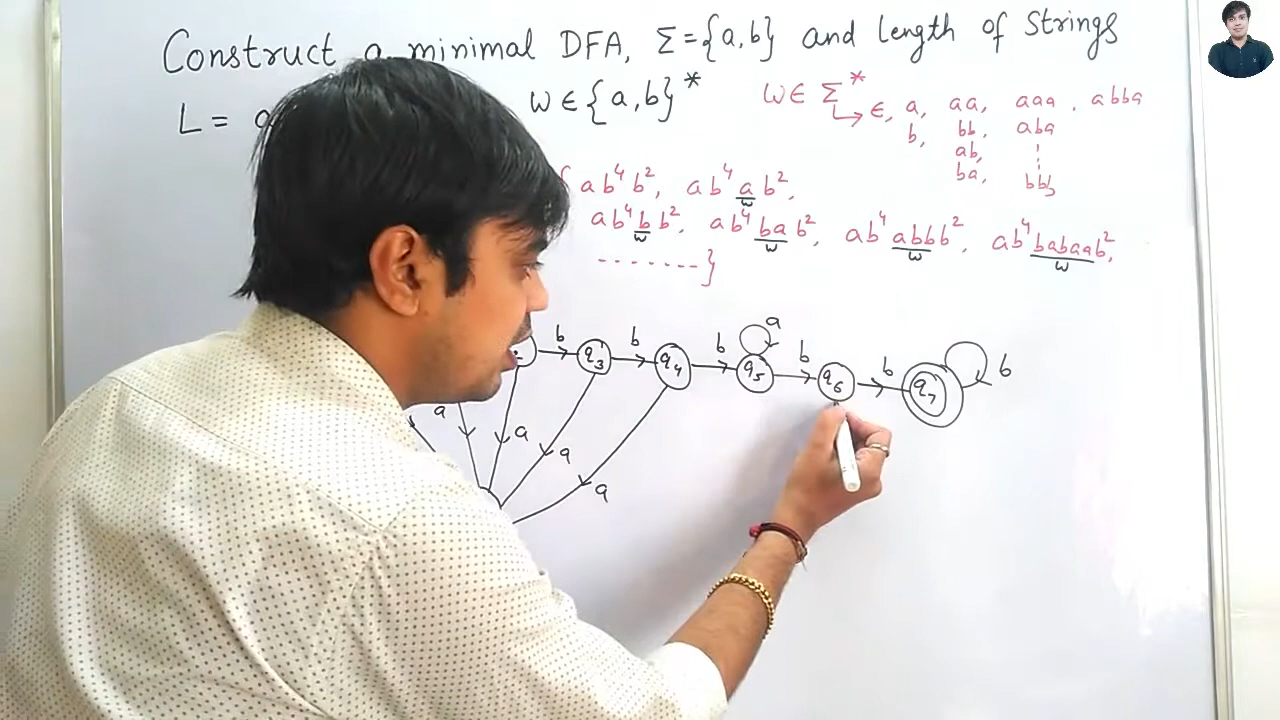 Construct a minimal DFA, Σ={a,b} and length of Strings
L = w∈{a,b}* w∈ Σ*
↳ ϵ, a, aa, aaa, abba
b, bb, aba
ab,
ba, bbb
{ ab⁴b², ab⁴ab²,
w
ab⁴bb², ab⁴bab², ab⁴abbb², ab⁴babaab²,
w w w w
-------}
a
b b b b b b
q₃ q₄ q₅ q₆ q₇
a a a a